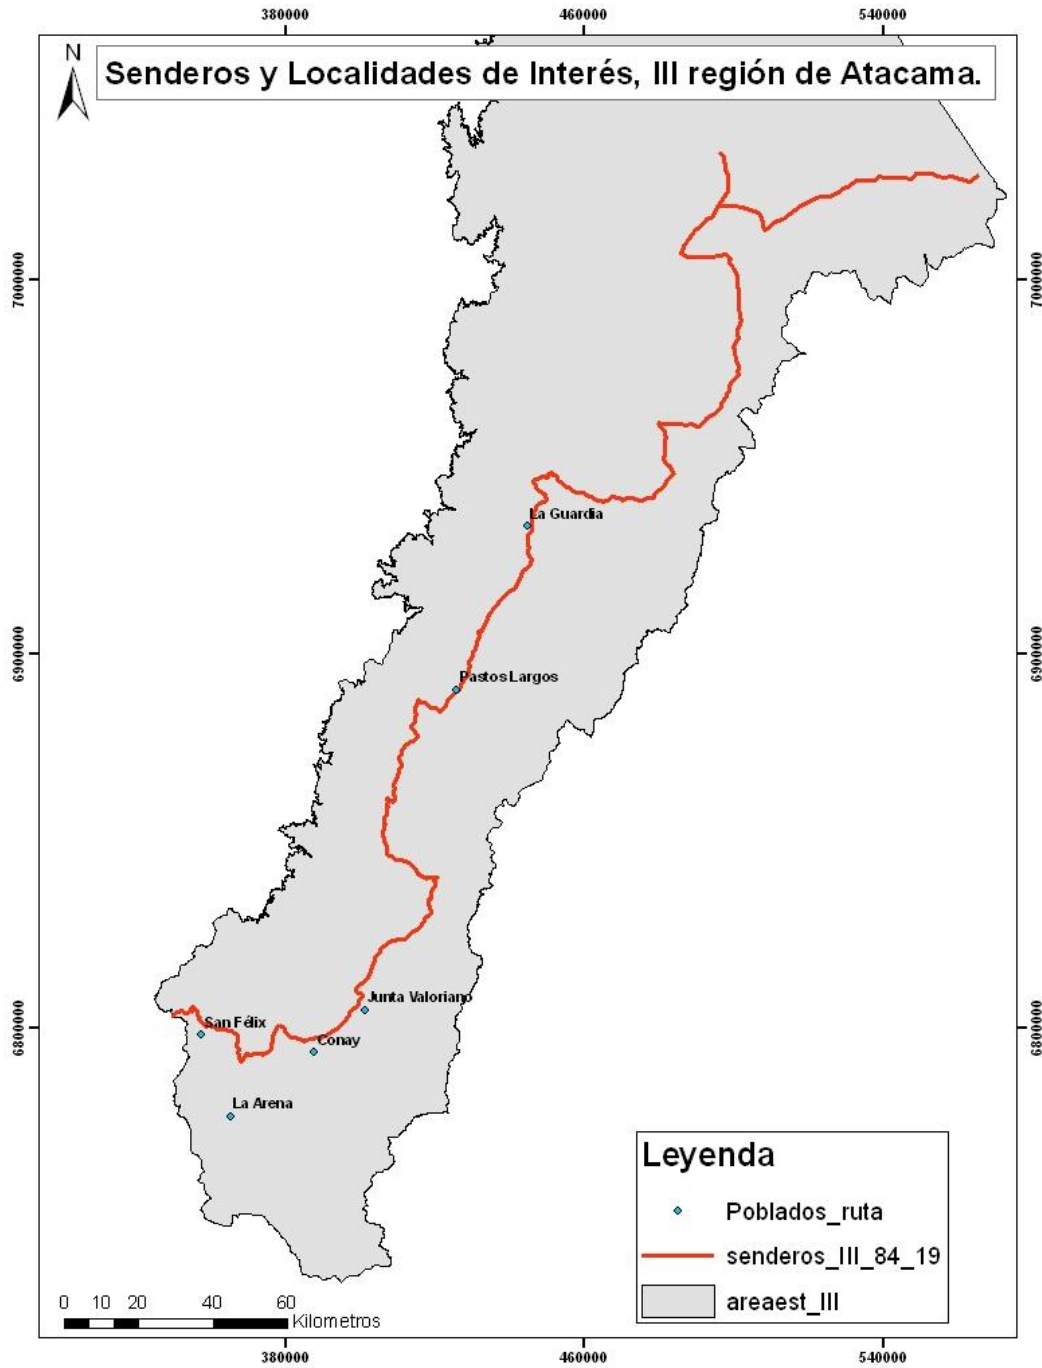 380000 460000 540000
N
Senderos y Localidades de Interés, III región de Atacama.
7000000 7000000
La Guardia
6900000 6900000
Pastos Largos
Junta Valoriano
San Félix
6800000 6800000
Conay
La Arena
Leyenda
Poblados_ruta
senderos_III_84_19
areaest_III
0 10 20 40 60
Kilometros
380000 460000 540000